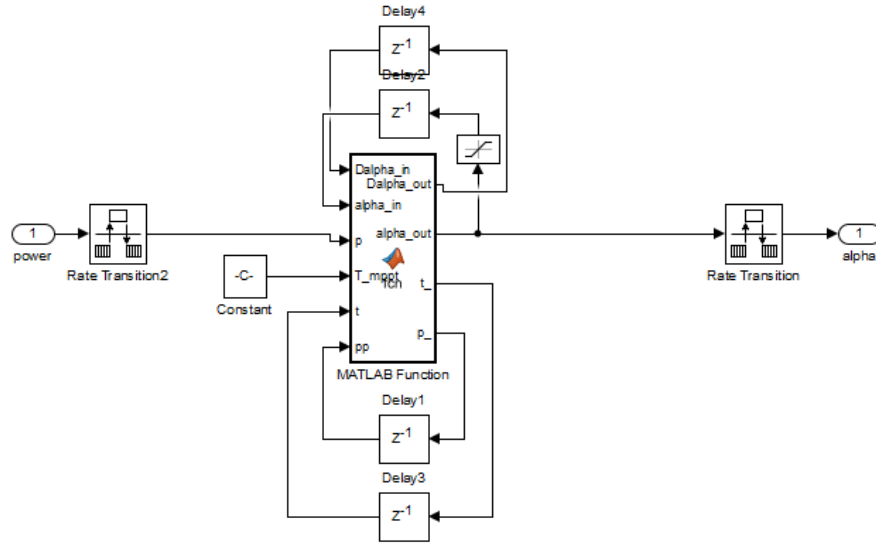 Delay4
Z-1
Delay2
Z-1
Dalpha_in
Dalpha_out
alpha_in
1
power
Rate Transition2
p
alpha_out
Rate Transition
1
alpha
-C-
Constant
T_mppt
fcn
t_
t
p_
pp
MATLAB Function
Delay1
Z-1
Delay3
Z-1